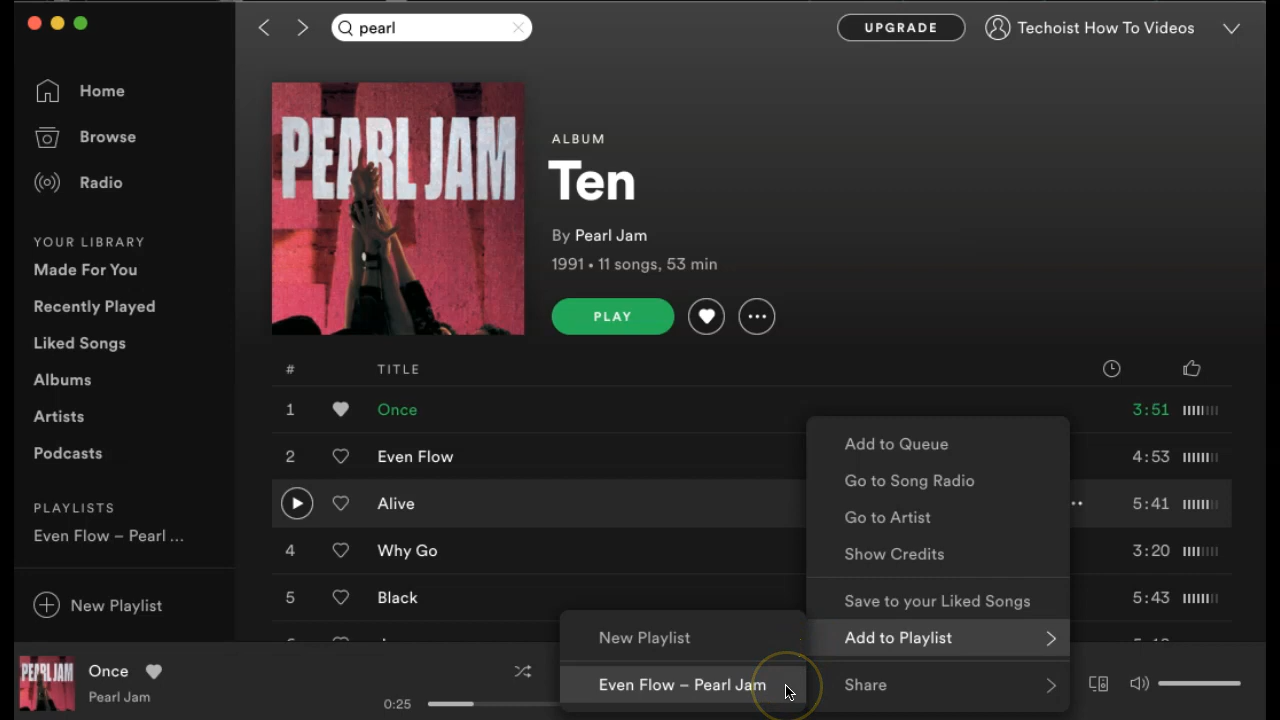 pearl
UPGRADE
Techoist How To Videos
Home
Browse
Radio
YOUR LIBRARY
Made For You
Recently Played
Liked Songs
Albums
Artists
Podcasts
PLAYLISTS
Even Flow – Pearl ...
New Playlist
PEARL JAM
ALBUM
Ten
By Pearl Jam
1991 • 11 songs, 53 min
PLAY
# TITLE
1 Once 3:51
2 Even Flow 4:53
Alive 5:41
4 Why Go 3:20
5 Black 5:43
Add to Queue
Go to Song Radio
Go to Artist
Show Credits
Save to your Liked Songs
Add to Playlist
Share
New Playlist
Even Flow – Pearl Jam
PEARL JAM
Once
Pearl Jam
0:25